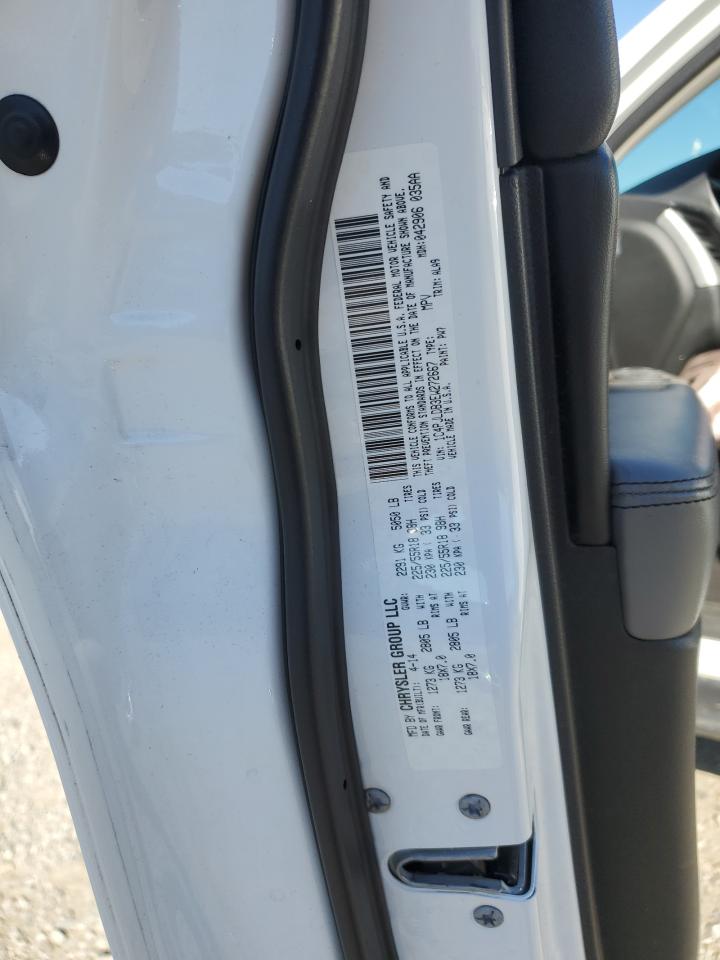 MFD BY CHRYSLER GROUP LLC
DATE OF MFR(BUILT): 4-14 GVWR: 2291 KG 5050 LB
GAWR FRONT: 1273 KG 2805 LB WITH TIRES
18X7.0 RIMS AT 225/55R18 98H
230 KPA ( 33 PSI) COLD
GAWR REAR: 1273 KG 2805 LB WITH TIRES
18X7.0 RIMS AT 225/55R18 98H
230 KPA ( 33 PSI) COLD
THIS VEHICLE CONFORMS TO ALL APPLICABLE U.S.A. FEDERAL MOTOR VEHICLE SAFETY AND
THEFT PREVENTION STANDARDS IN EFFECT ON THE DATE OF MANUFACTURE SHOWN ABOVE.
VIN: 1C4PJLDB3EW272667 TYPE: MPV MDH: 042906 035AA
VEHICLE MADE IN U.S.A. PAINT: PW7 TRIM: ALA9